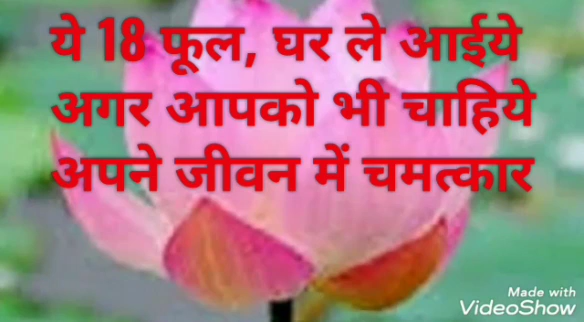 ये 18 फूल, घर ले आईये
अगर आपको भी चाहिये
अपने जीवन में चमत्कार
Made with
VideoShow